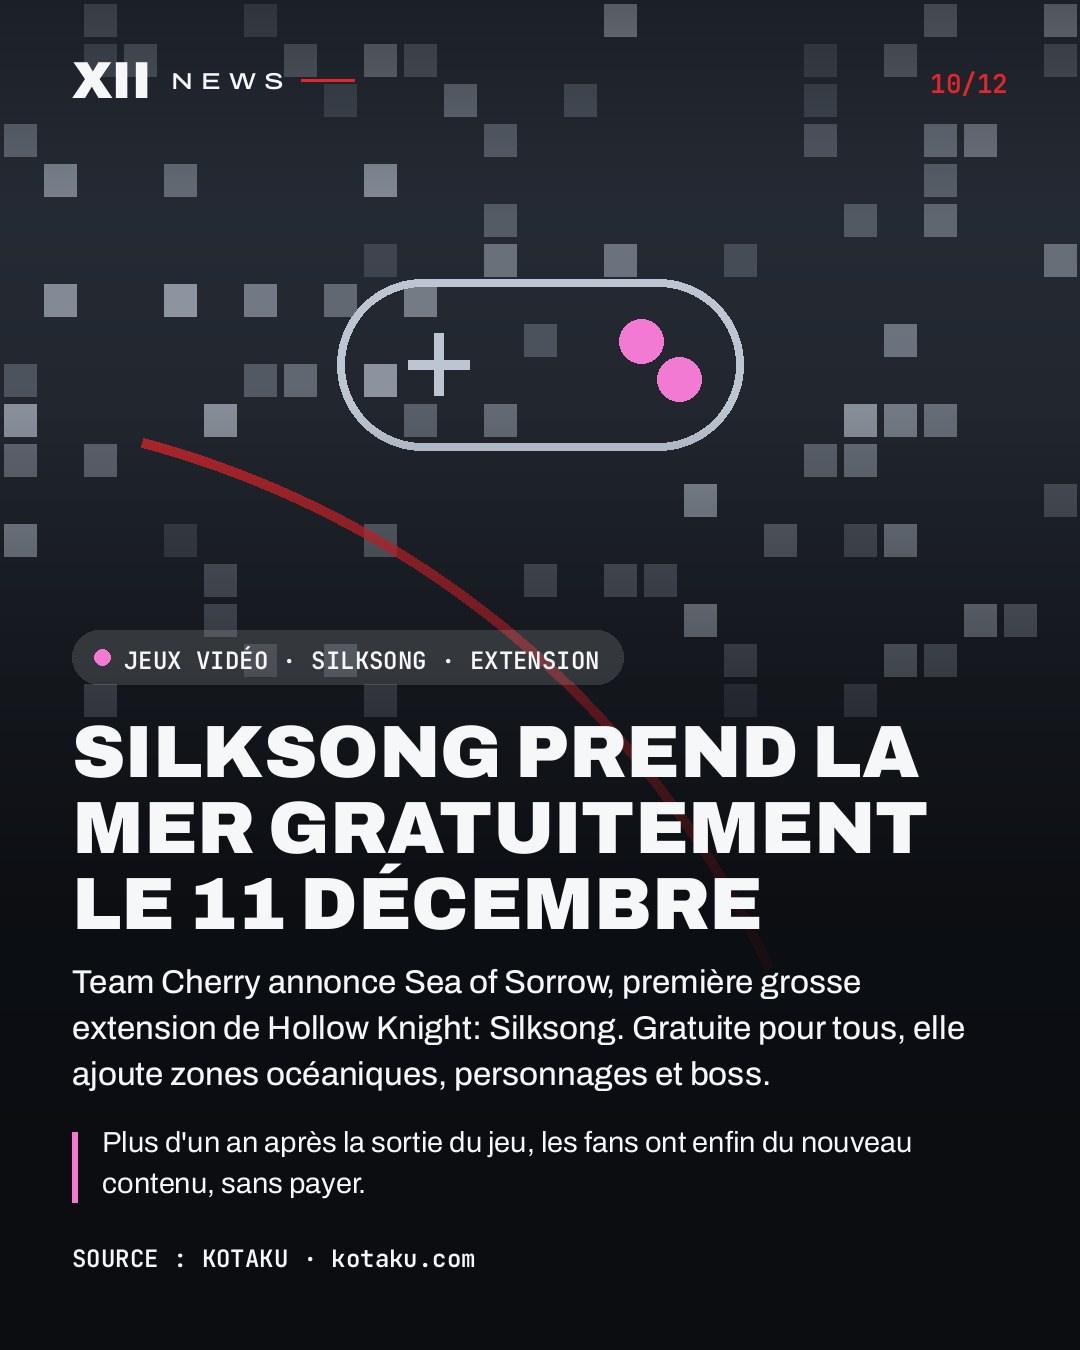 XII NEWS
10/12
JEUX VIDÉO · SILKSONG · EXTENSION
SILKSONG PREND LA
MER GRATUITEMENT
LE 11 DÉCEMBRE
Team Cherry annonce Sea of Sorrow, première grosse
extension de Hollow Knight: Silksong. Gratuite pour tous, elle
ajoute zones océaniques, personnages et boss.
Plus d'un an après la sortie du jeu, les fans ont enfin du nouveau
contenu, sans payer.
SOURCE : KOTAKU · kotaku.com